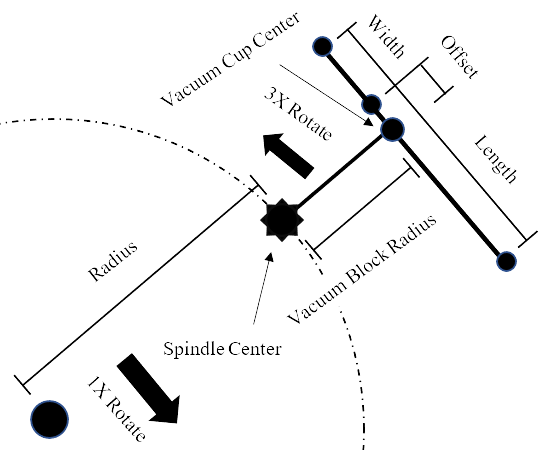 Vacuum Cup Center
Width
Offset
3X Rotate
Length
Radius
Vacuum Block Radius
Spindle Center
1X Rotate